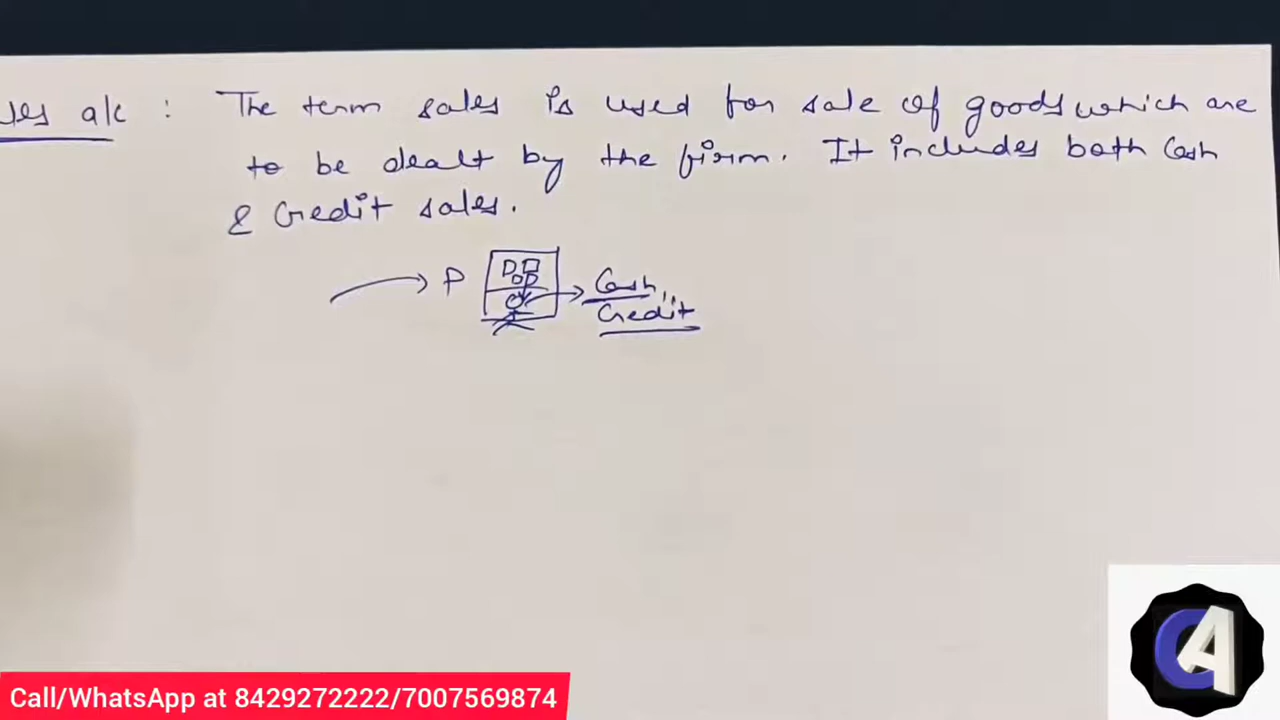 a/c : The term sales is used for sale of goods which are
to be dealt by the firm. It includes both Cash
& Credit sales.
P
Cash
Credit
Call/WhatsApp at 8429272222/7007569874
CA